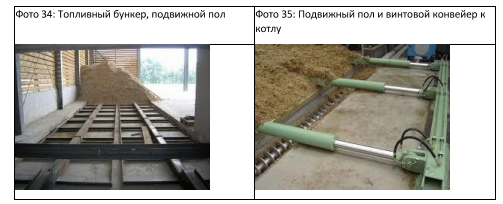 Фото 34: Топливный бункер, подвижной пол
Фото 35: Подвижный пол и винтовой конвейер к
котлу